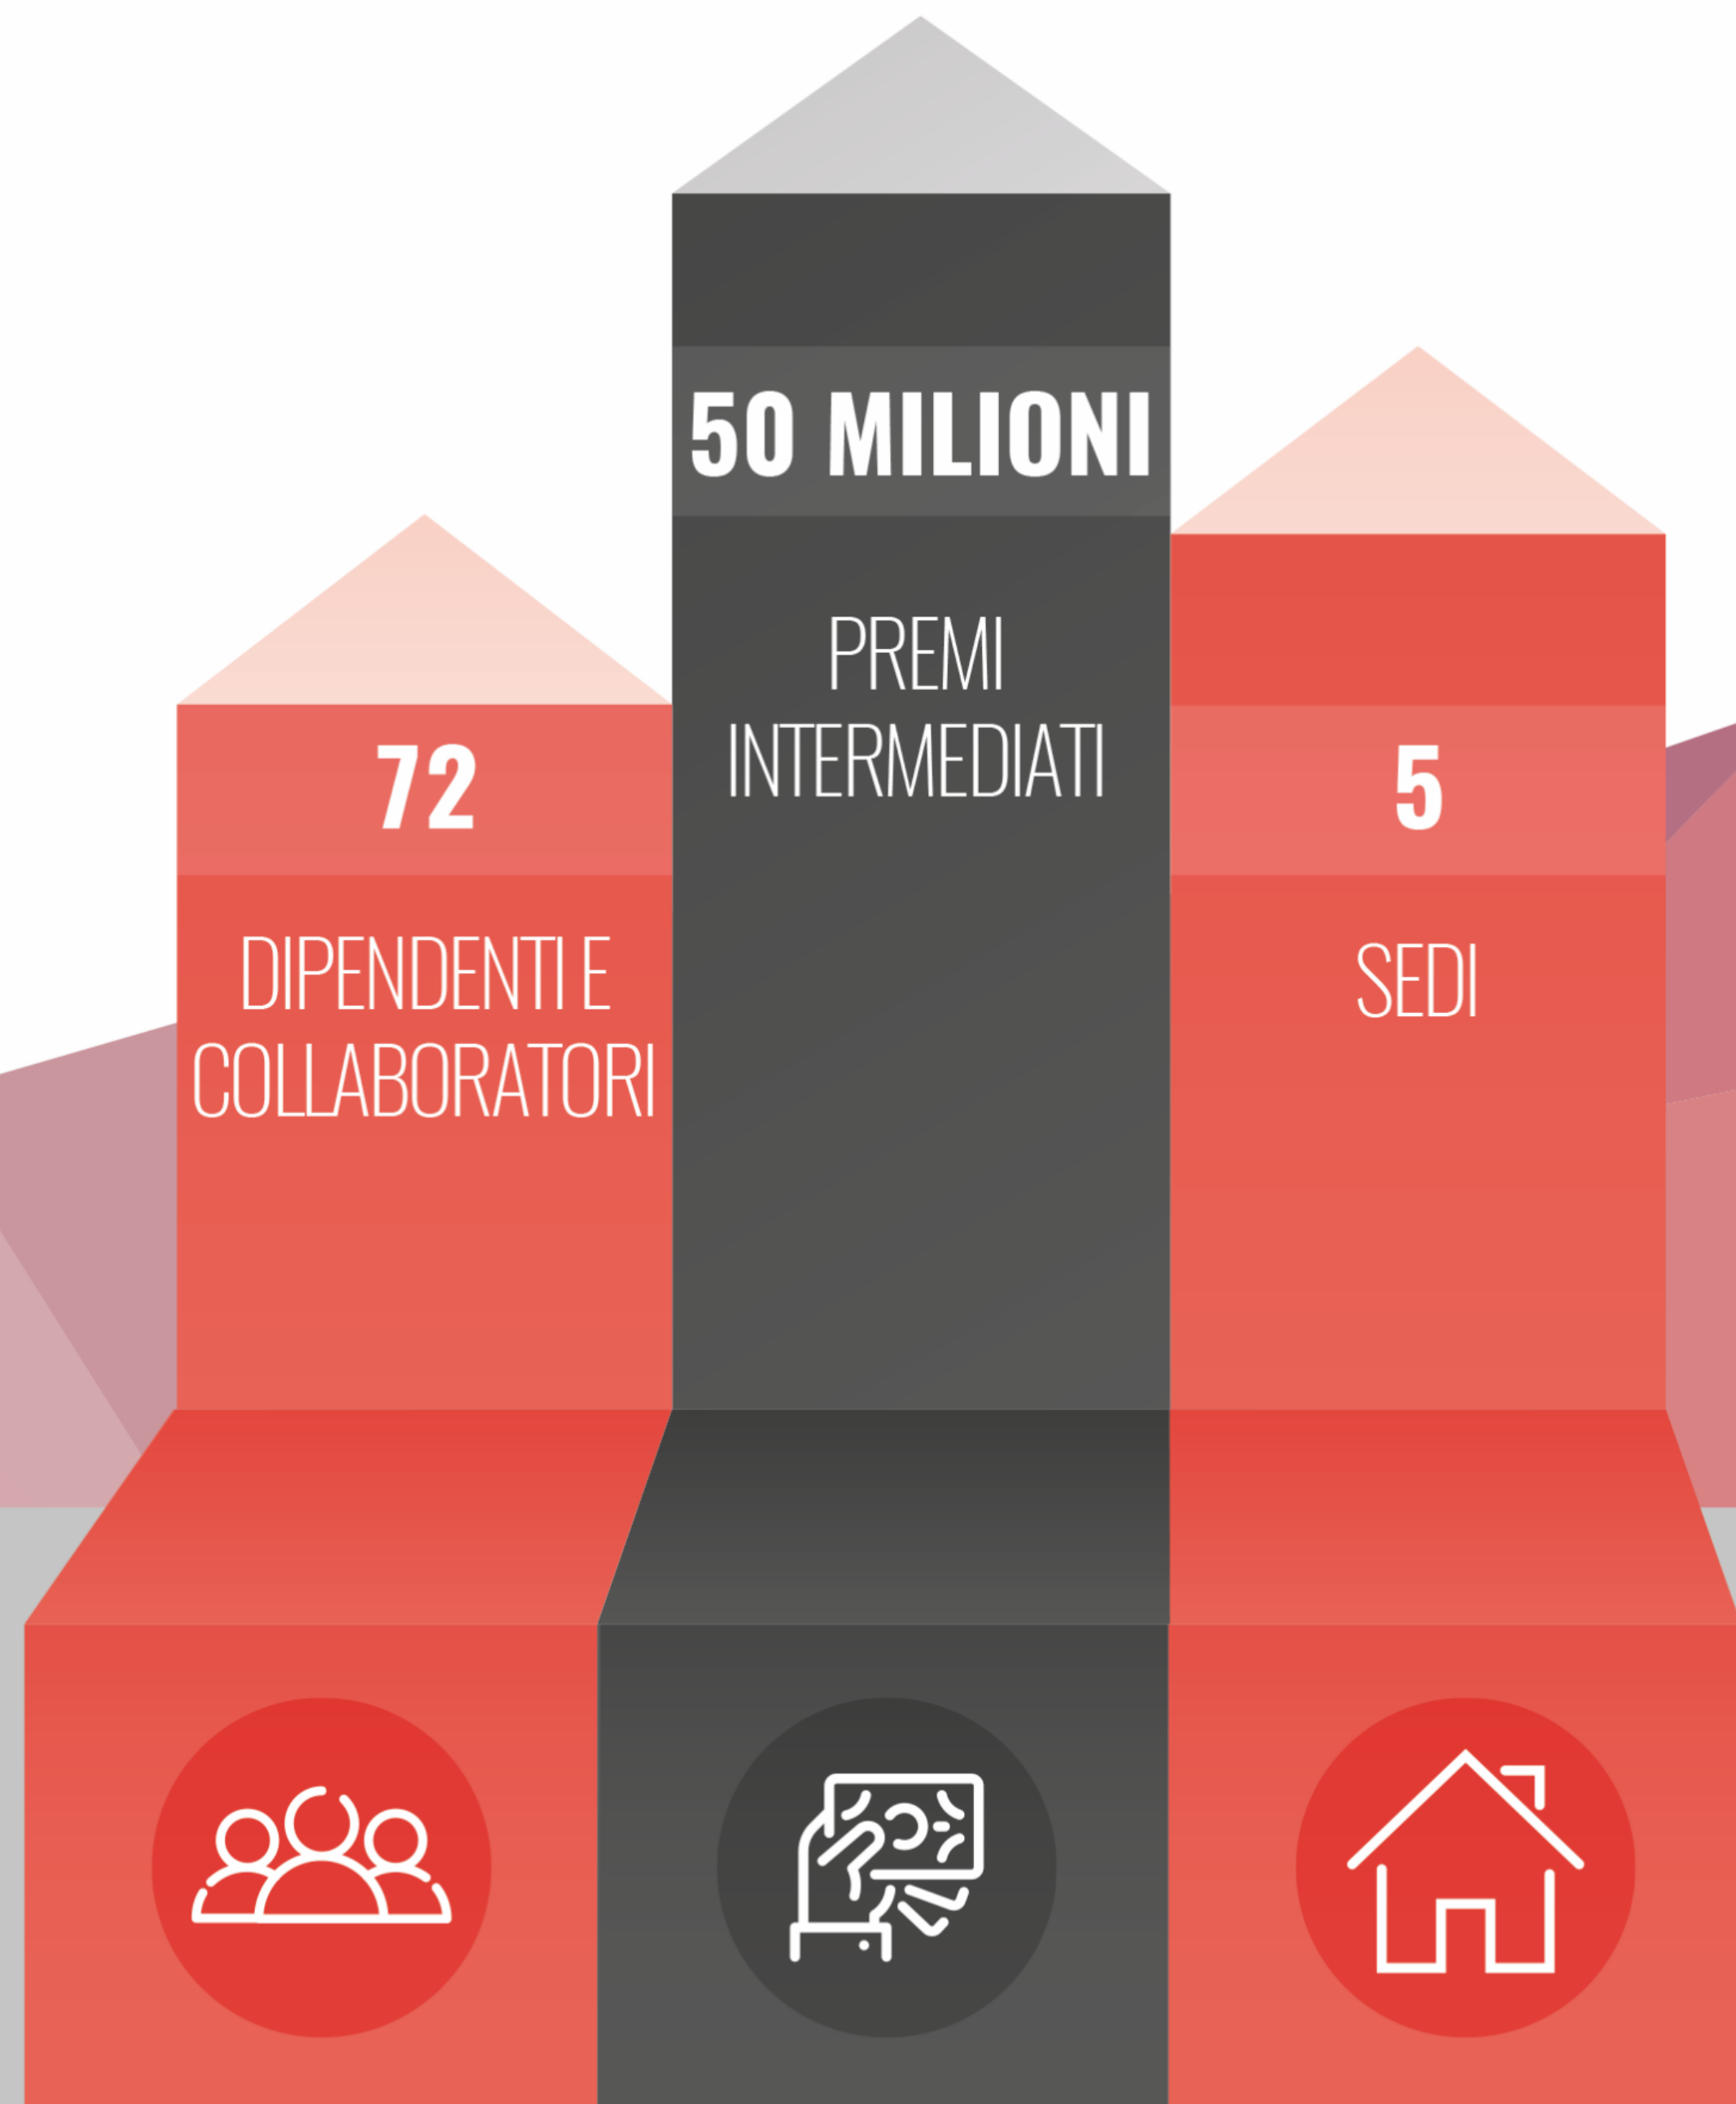 72
DIPENDENTI E
COLLABORATORI
50 MILIONI
PREMI
INTERMEDIATI
5
SEDI